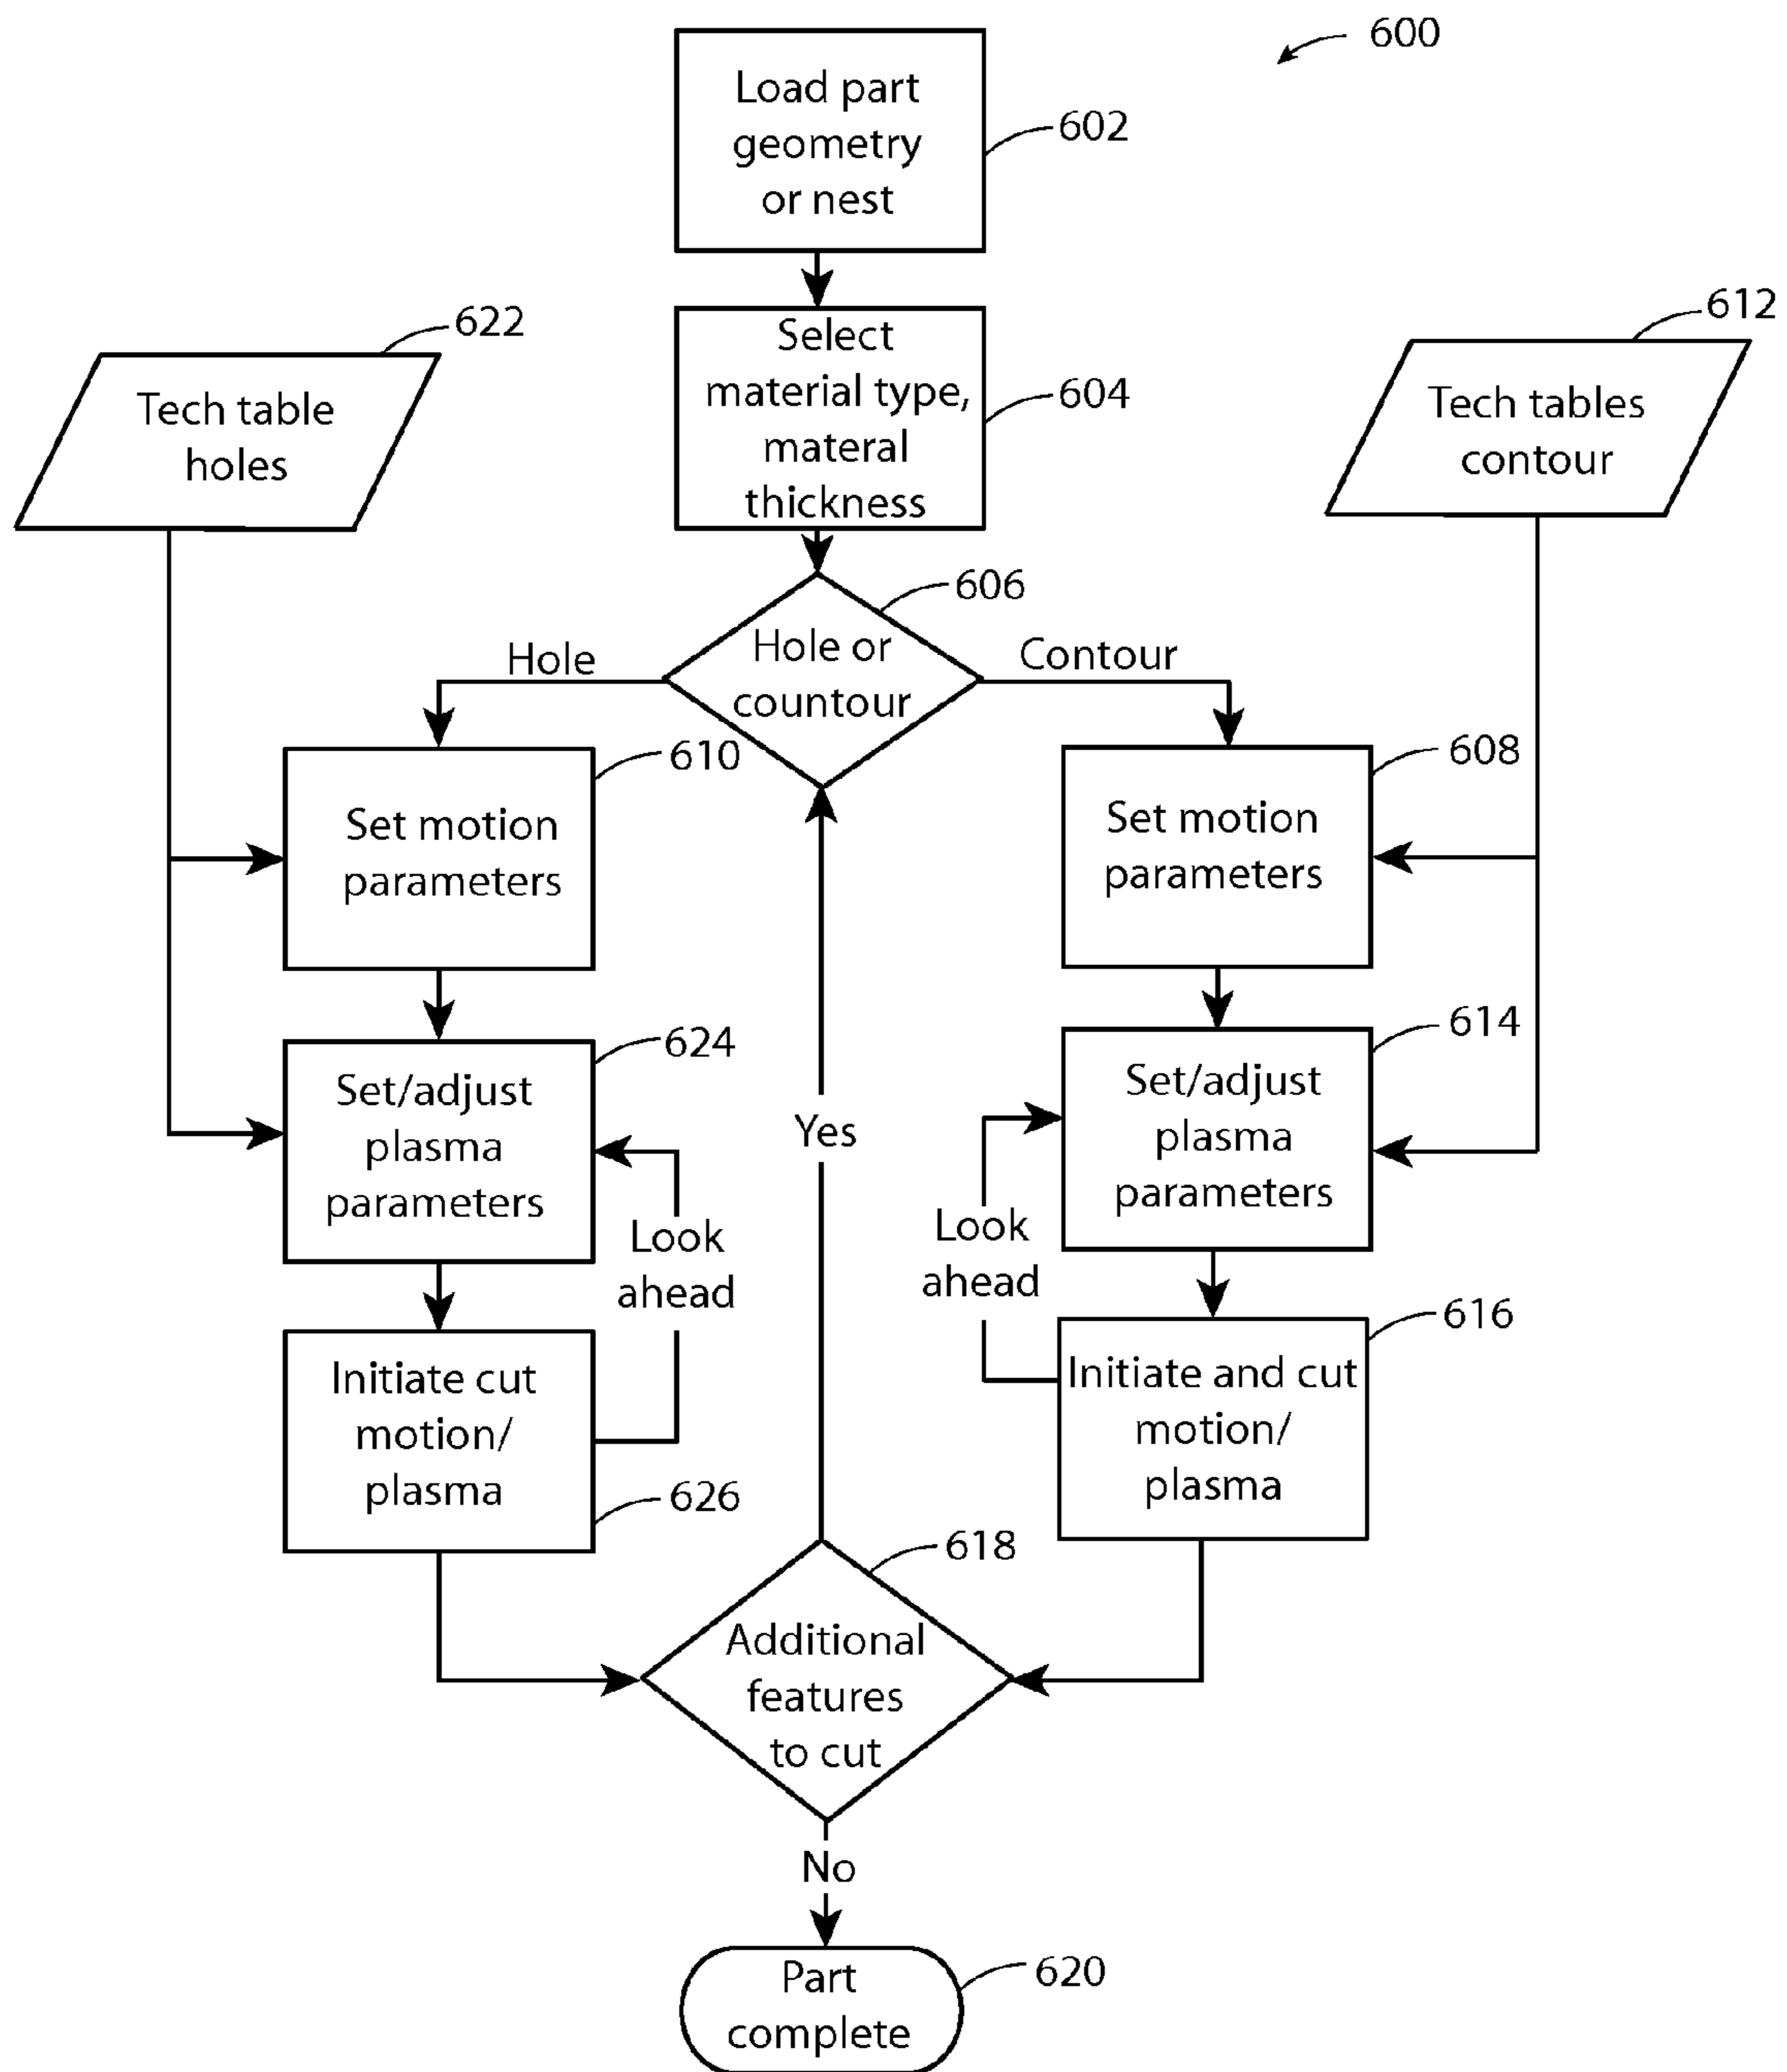 600
Load part
geometry
or nest
602
Select
material type,
materal
thickness
604
622
Tech table
holes
612
Tech tables
contour
606
Hole or
countour
Hole
Contour
610
Set motion
parameters
608
Set motion
parameters
624
Set/adjust
plasma
parameters
614
Set/adjust
plasma
parameters
Yes
Look
ahead
Look
ahead
Initiate cut
motion/
plasma
626
616
Initiate and cut
motion/
plasma
618
Additional
features
to cut
No
Part
complete
620